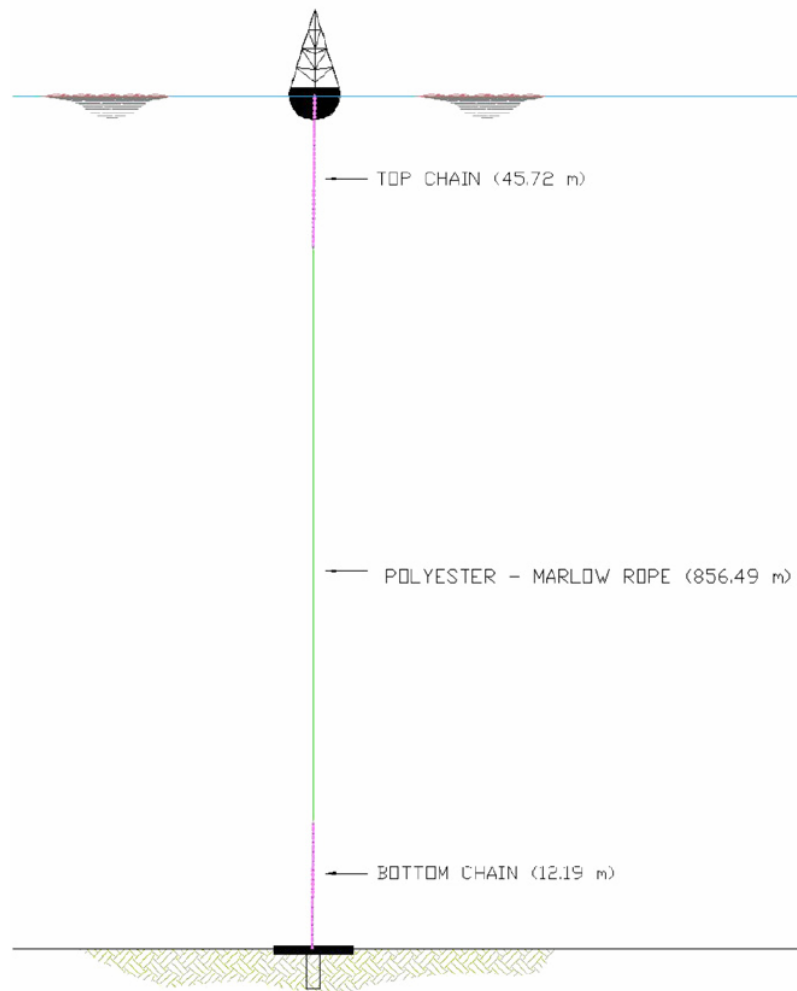 TOP CHAIN (45.72 m)
POLYESTER - MARLOW ROPE (856.49 m)
BOTTOM CHAIN (12.19 m)